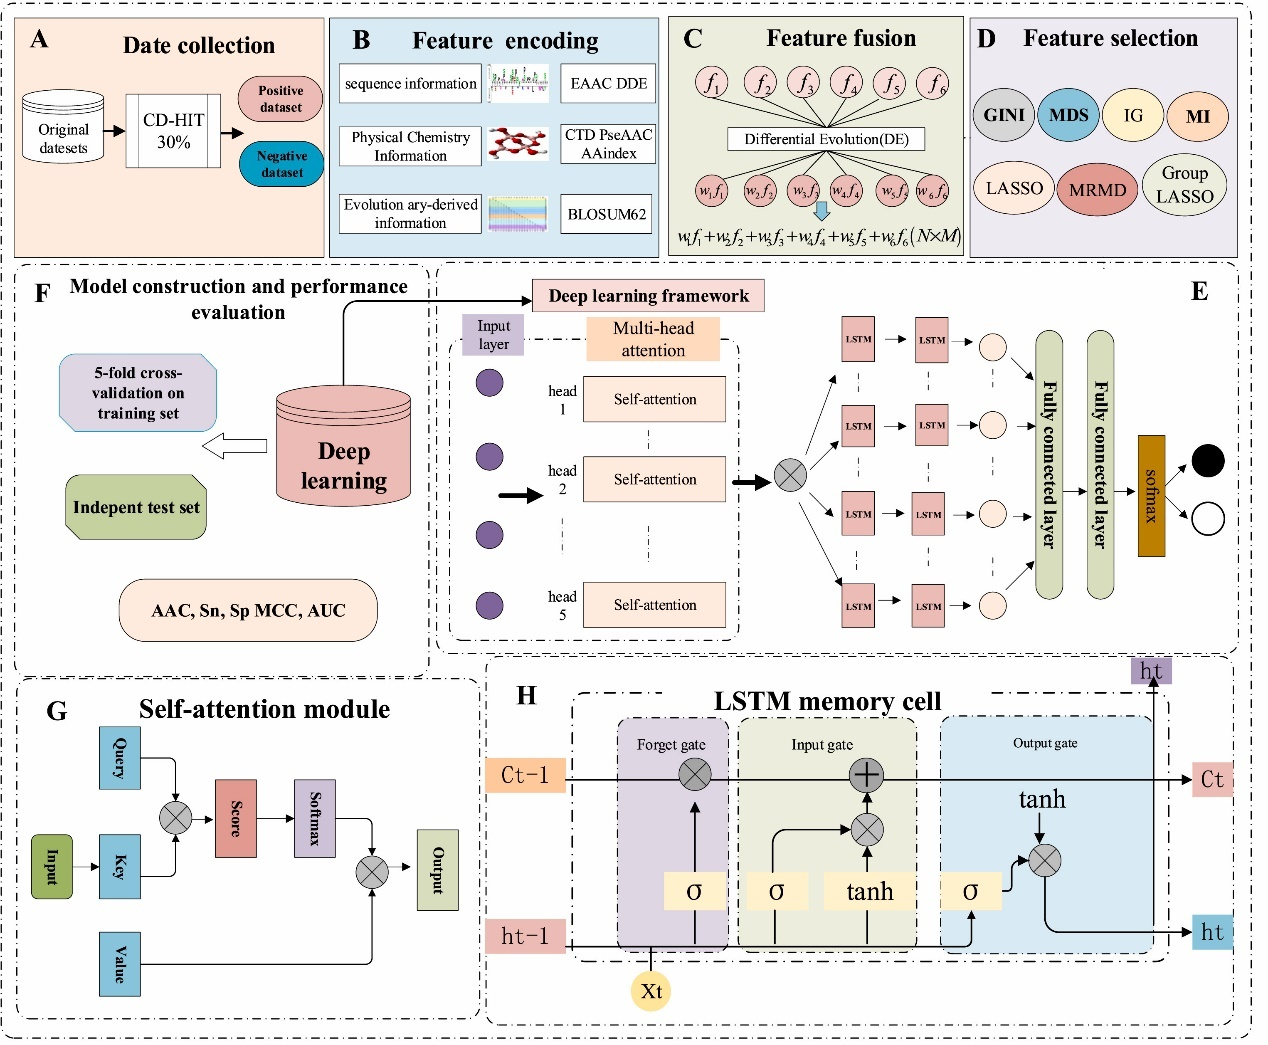 A
Date collection
Original
datesets
CD-HIT
30%
Positive
dataset
Negative
dataset
B
Feature encoding
sequence information
EAAC DDE
Physical Chemistry
Information
CTD PseAAC
AAindex
Evolution ary-derived
information
BLOSUM62
C
Feature fusion
f1 f2 f3 f4 f5 f6
Differential Evolution(DE)
w1f1 w2f2 w3f3 w4f4 w5f5 w6f6
w1f1+w2f2+w3f3+w4f4+w5f5+w6f6(N×M)
D
Feature selection
GINI
MDS
IG
MI
LASSO
MRMD
Group
LASSO
F
Model construction and performance
evaluation
5-fold cross-
validation on
training set
Deep
learning
Indepent test set
AAC, Sn, Sp MCC, AUC
E
Deep learning framework
Input
layer
Multi-head
attention
head
1
Self-attention
head
2
Self-attention
head
5
Self-attention
LSTM
LSTM
LSTM
LSTM
LSTM
LSTM
LSTM
LSTM
Fully connected layer
Fully connected layer
sofmax
G
Self-attention module
Input
Query
Key
Value
Score
Softmax
Output
H
LSTM memory cell
ht
Forget gate
Input gate
Output gate
Ct-1
Ct
tanh
σ
σ
tanh
σ
ht-1
ht
Xt